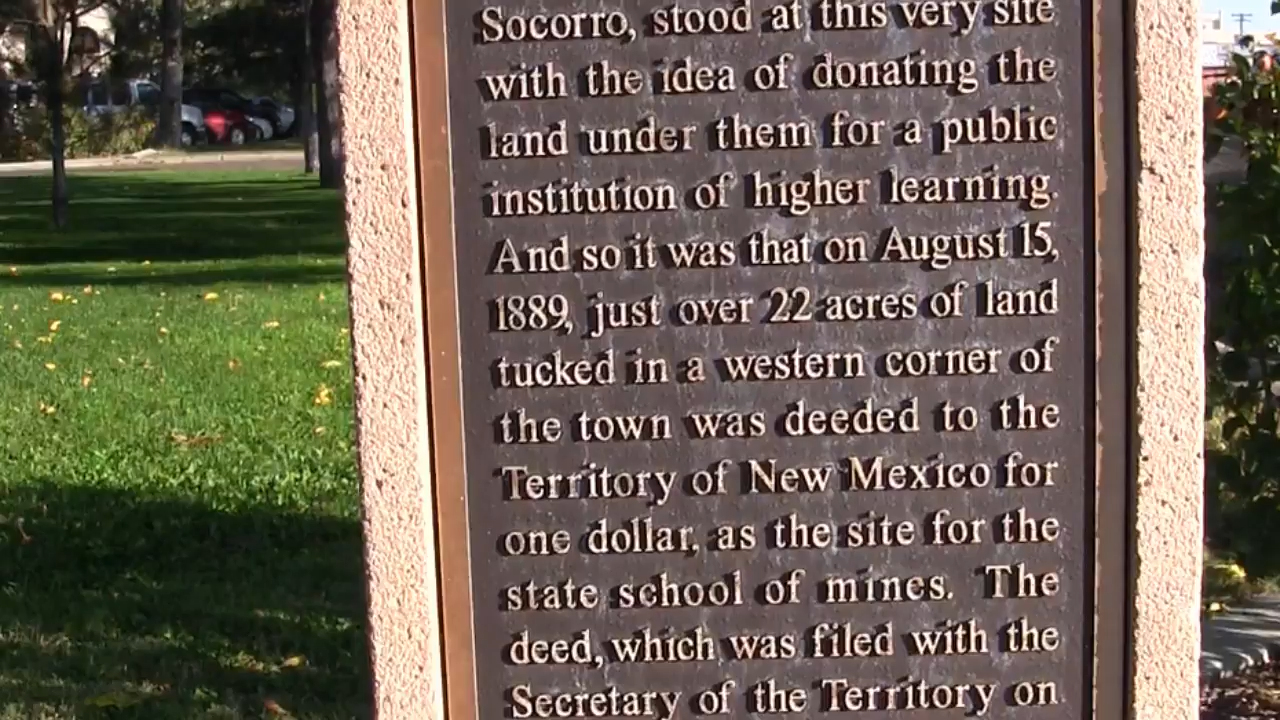 Socorro, stood at this very site
with the idea of donating the
land under them for a public
institution of higher learning.
And so it was that on August 15,
1889, just over 22 acres of land
tucked in a western corner of
the town was deeded to the
Territory of New Mexico for
one dollar, as the site for the
state school of mines. The
deed, which was filed with the
Secretary of the Territory on